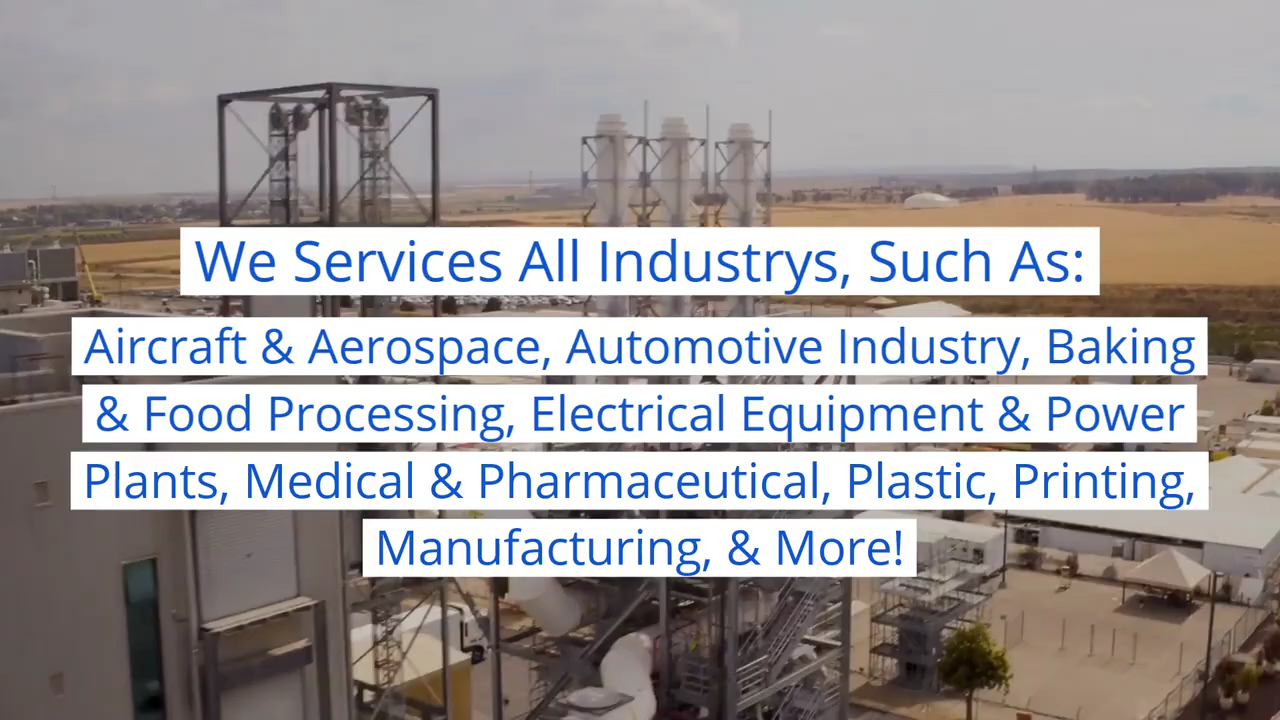 We Services All Industrys, Such As:
Aircraft & Aerospace, Automotive Industry, Baking
& Food Processing, Electrical Equipment & Power
Plants, Medical & Pharmaceutical, Plastic, Printing,
Manufacturing, & More!